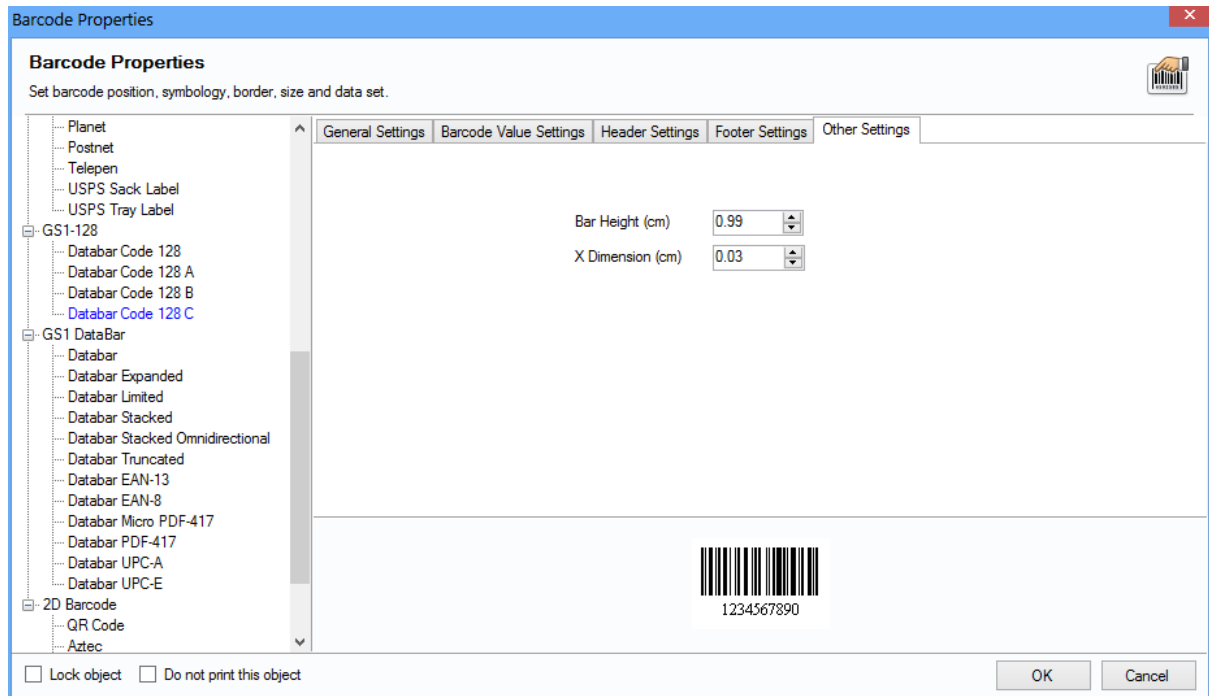 Barcode Properties
Barcode Properties
Set barcode position, symbology, border, size and data set.
Planet
Postnet
Telepen
USPS Sack Label
USPS Tray Label
GS1-128
Databar Code 128
Databar Code 128 A
Databar Code 128 B
Databar Code 128 C
GS1 DataBar
Databar
Databar Expanded
Databar Limited
Databar Stacked
Databar Stacked Omnidirectional
Databar Truncated
Databar EAN-13
Databar EAN-8
Databar Micro PDF-417
Databar PDF-417
Databar UPC-A
Databar UPC-E
2D Barcode
QR Code
Aztec
General Settings Barcode Value Settings Header Settings Footer Settings Other Settings
Bar Height (cm) 0.99
X Dimension (cm) 0.03
1234567890
Lock object Do not print this object OK Cancel